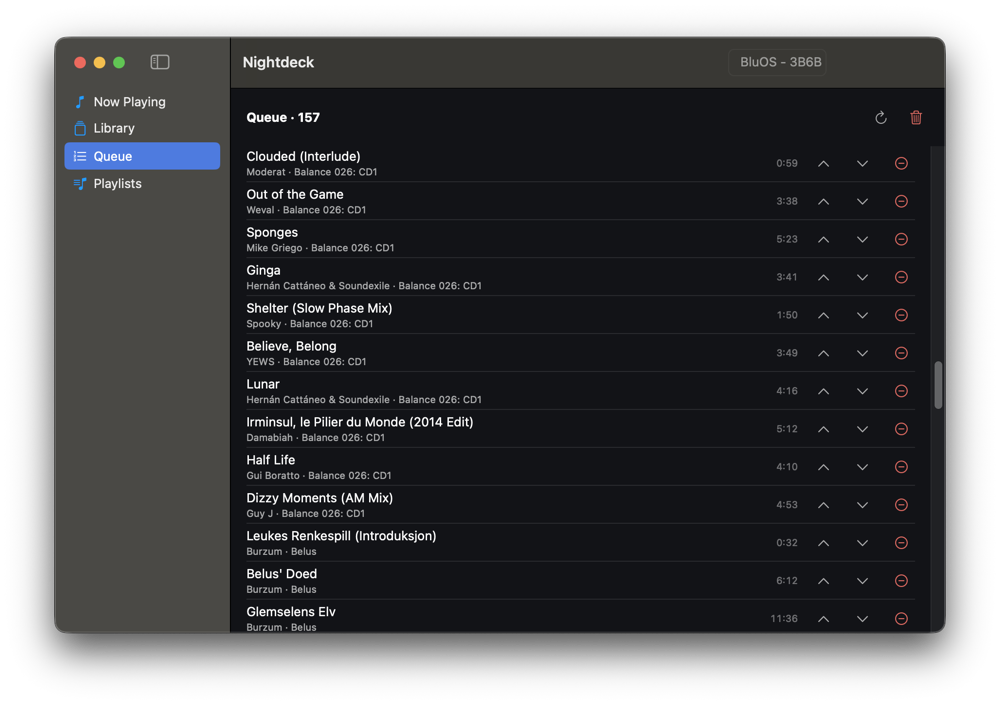 Nightdeck
BluOS - 3B6B
Now Playing
Library
Queue
Playlists
Queue · 157
Clouded (Interlude)
Moderat · Balance 026: CD1
0:59
Out of the Game
Weval · Balance 026: CD1
3:38
Sponges
Mike Griego · Balance 026: CD1
5:23
Ginga
Hernán Cattáneo & Soundexile · Balance 026: CD1
3:41
Shelter (Slow Phase Mix)
Spooky · Balance 026: CD1
1:50
Believe, Belong
YEWS · Balance 026: CD1
3:49
Lunar
Hernán Cattáneo & Soundexile · Balance 026: CD1
4:16
Irminsul, le Pilier du Monde (2014 Edit)
Damabiah · Balance 026: CD1
5:12
Half Life
Gui Boratto · Balance 026: CD1
4:10
Dizzy Moments (AM Mix)
Guy J · Balance 026: CD1
4:53
Leukes Renkespill (Introduksjon)
Burzum · Belus
0:32
Belus' Doed
Burzum · Belus
6:12
Glemselens Elv
Burzum · Belus
11:36